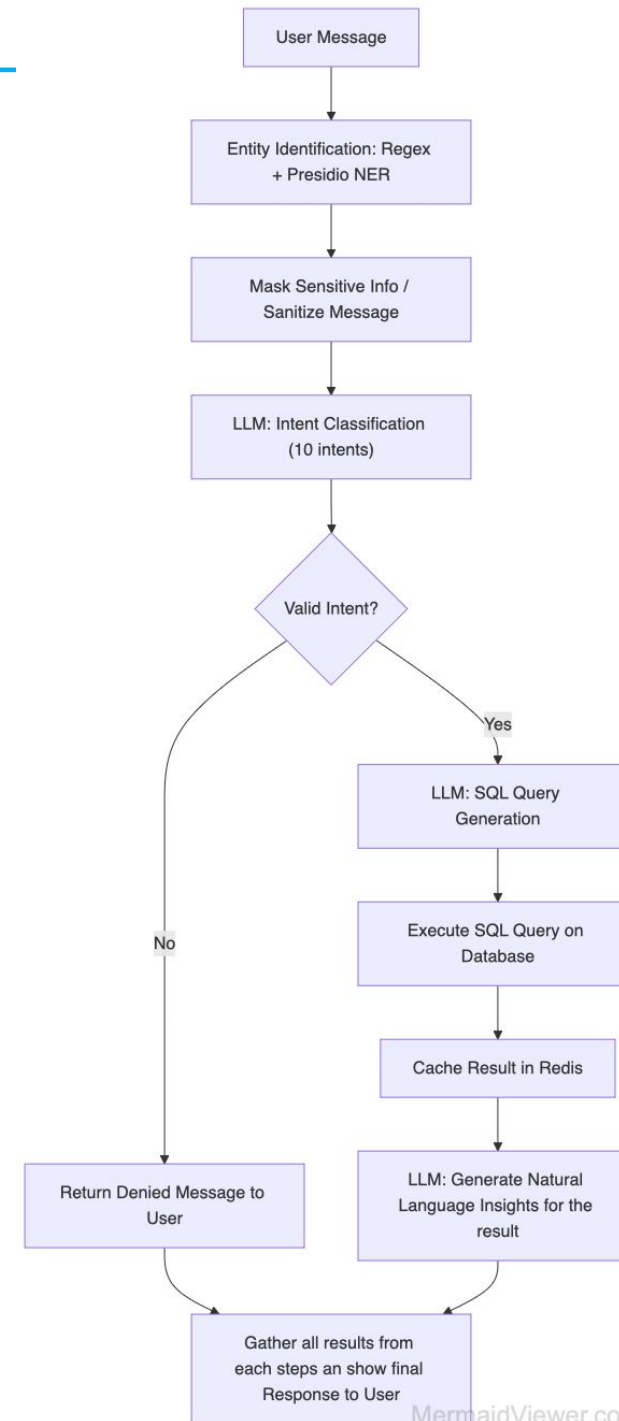 User Message
Entity Identification: Regex
+ Presidio NER
Mask Sensitive Info /
Sanitize Message
LLM: Intent Classification
(10 intents)
Valid Intent?
Yes
LLM: SQL Query
Generation
No
Execute SQL Query on
Database
Cache Result in Redis
Return Denied Message to
User
LLM: Generate Natural
Language Insights for the
result
Gather all results from
each steps an show final
Response to User
MermaidViewer.co